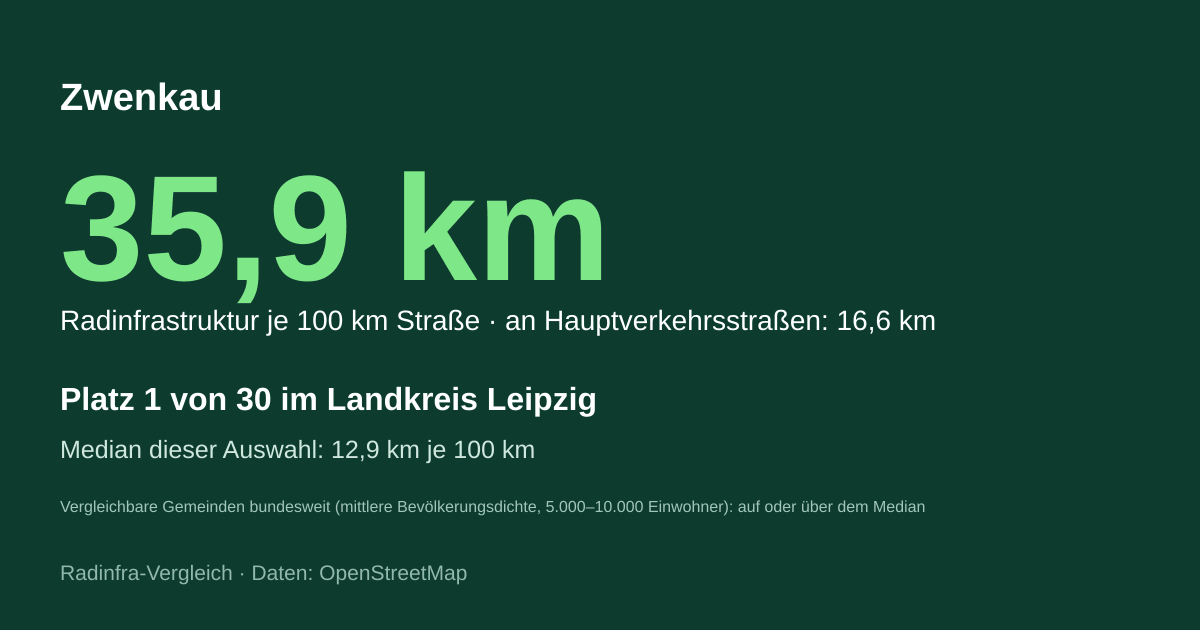 Zwenkau
35,9 km
Radinfrastruktur je 100 km Straße · an Hauptverkehrsstraßen: 16,6 km
Platz 1 von 30 im Landkreis Leipzig
Median dieser Auswahl: 12,9 km je 100 km
Vergleichbare Gemeinden bundesweit (mittlere Bevölkerungsdichte, 5.000–10.000 Einwohner): auf oder über dem Median
Radinfra-Vergleich · Daten: OpenStreetMap